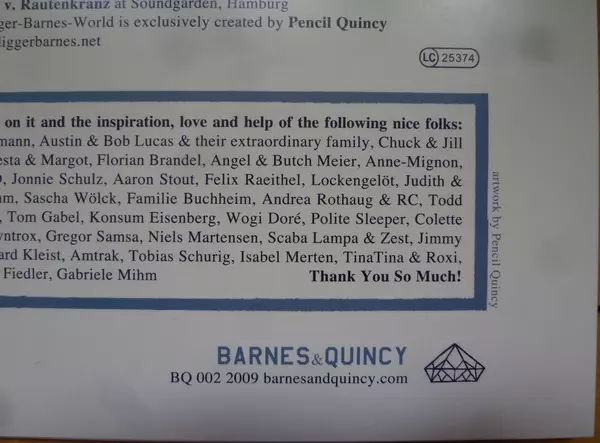 v. Rautenkranz at Soundgarden, Hamburg
ger-Barnes-World is exclusively created by Pencil Quincy
diggerbarnes.net
LC 25374
on it and the inspiration, love and help of the following nice folks:
mann, Austin & Bob Lucas & their extraordinary family, Chuck & Jill
esta & Margot, Florian Brandel, Angel & Butch Meier, Anne-Mignon,
Jonnie Schulz, Aaron Stout, Felix Raeithel, Lockengelöt, Judith &
m, Sascha Wölck, Familie Buchheim, Andrea Rothaug & RC, Todd
, Tom Gabel, Konsum Eisenberg, Wogi Doré, Polite Sleeper, Colette
yntrox, Gregor Samsa, Niels Martensen, Scaba Lampa & Zest, Jimmy
ard Kleist, Amtrak, Tobias Schurig, Isabel Merten, TinaTina & Roxi,
Fiedler, Gabriele Mihm Thank You So Much!
artwork by Pencil Quincy
BARNES&QUINCY
BQ 002 2009 barnesandquincy.com